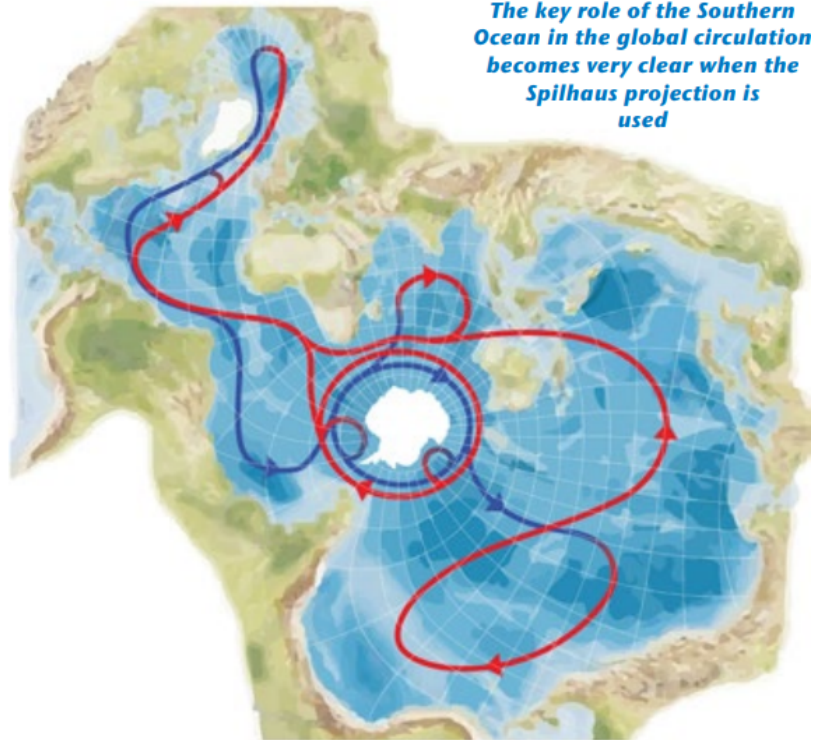 The key role of the Southern
Ocean in the global circulation
becomes very clear when the
Spilhaus projection is
used